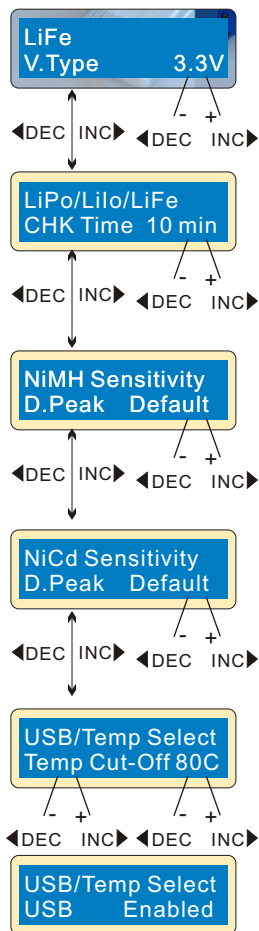 LiFe
V.Type 3.3V
- +
DEC INC DEC INC
LiPo/LiIo/LiFe
CHK Time 10 min
- +
DEC INC DEC INC
NiMH Sensitivity
D.Peak Default
- +
DEC INC DEC INC
NiCd Sensitivity
D.Peak Default
- +
DEC INC DEC INC
USB/Temp Select
Temp Cut-Off 80C
- + - +
DEC INC DEC INC
USB/Temp Select
USB Enabled